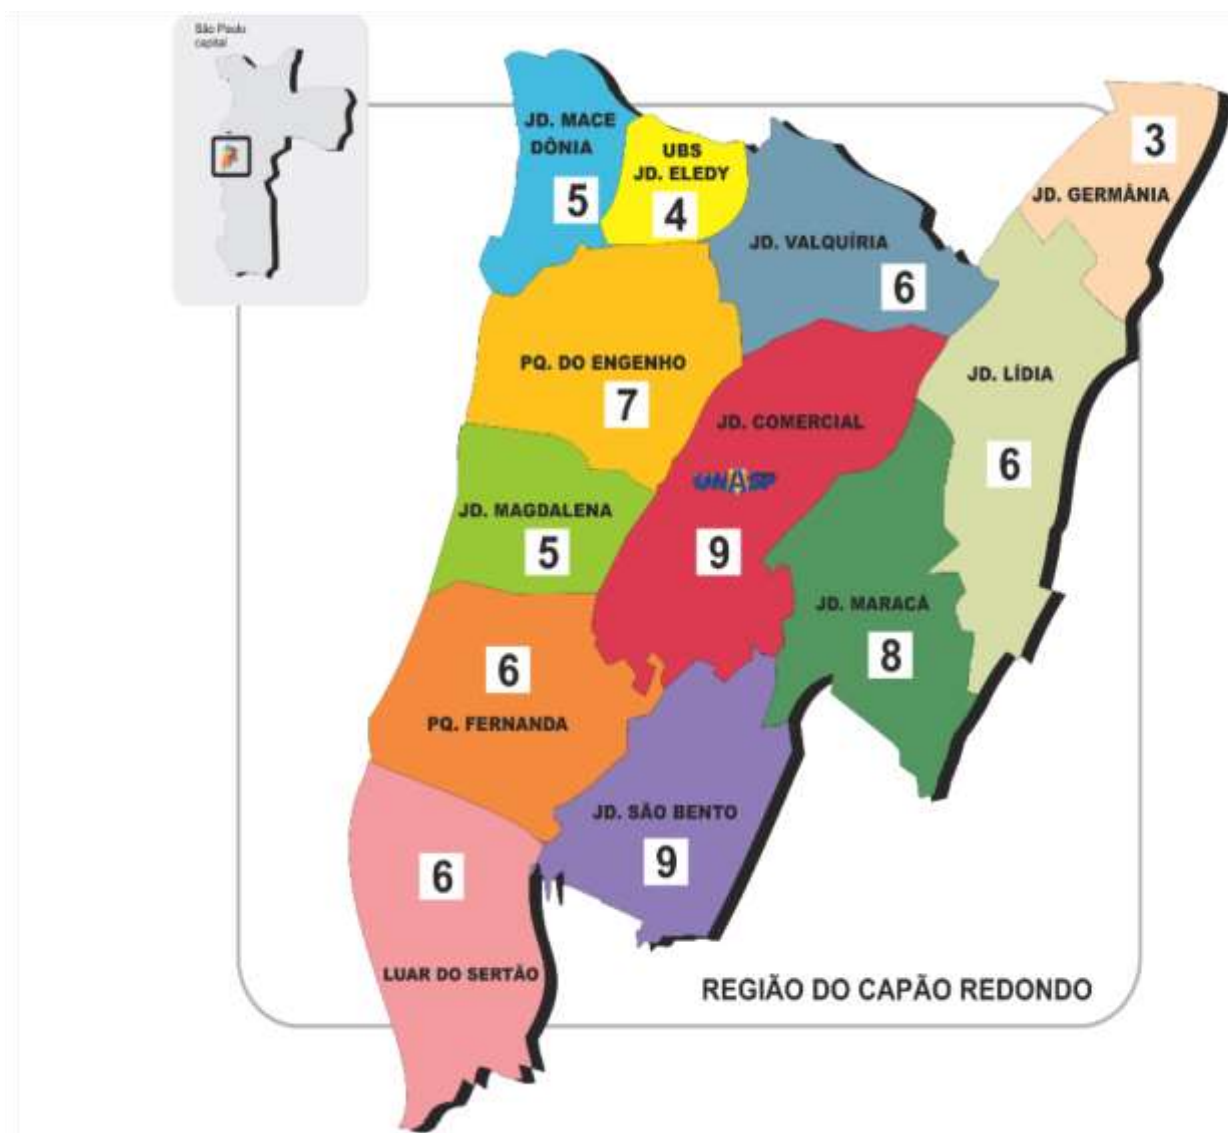 São Paulo
capital
JD. MACE
DÔNIA
5
UBS
JD. ELEDY
4
3
JD. GERMÂNIA
JD. VALQUÍRIA
6
PQ. DO ENGENHO
7
JD. LÍDIA
6
JD. COMERCIAL
UNASP
9
JD. MAGDALENA
5
JD. MARACÁ
8
6
PQ. FERNANDA
JD. SÃO BENTO
9
6
LUAR DO SERTÃO
REGIÃO DO CAPÃO REDONDO